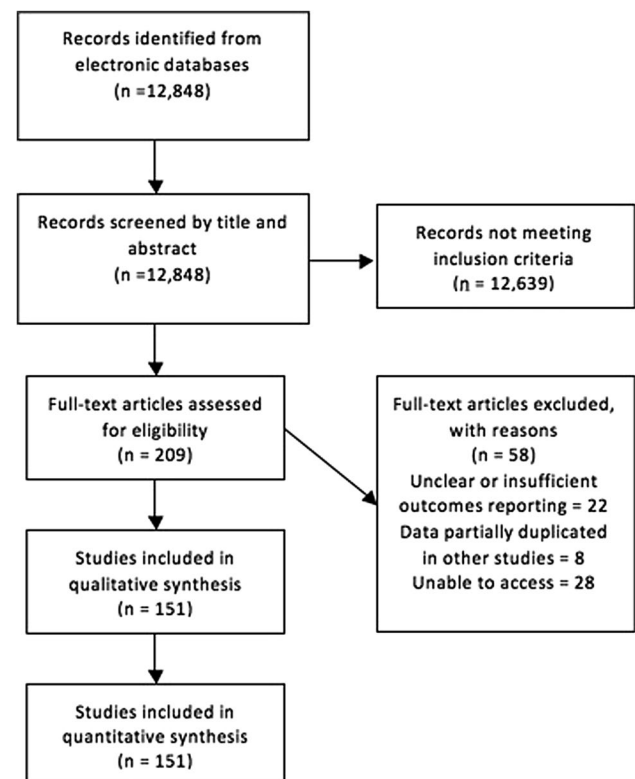 Records identified from
electronic databases
(n =12,848)
Records screened by title and
abstract
(n =12,848)
Records not meeting
inclusion criteria
(n = 12,639)
Full-text articles assessed
for eligibility
(n = 209)
Full-text articles excluded,
with reasons
(n = 58)
Unclear or insufficient
outcomes reporting = 22
Data partially duplicated
in other studies = 8
Unable to access = 28
Studies included in
qualitative synthesis
(n = 151)
Studies included in
quantitative synthesis
(n = 151)